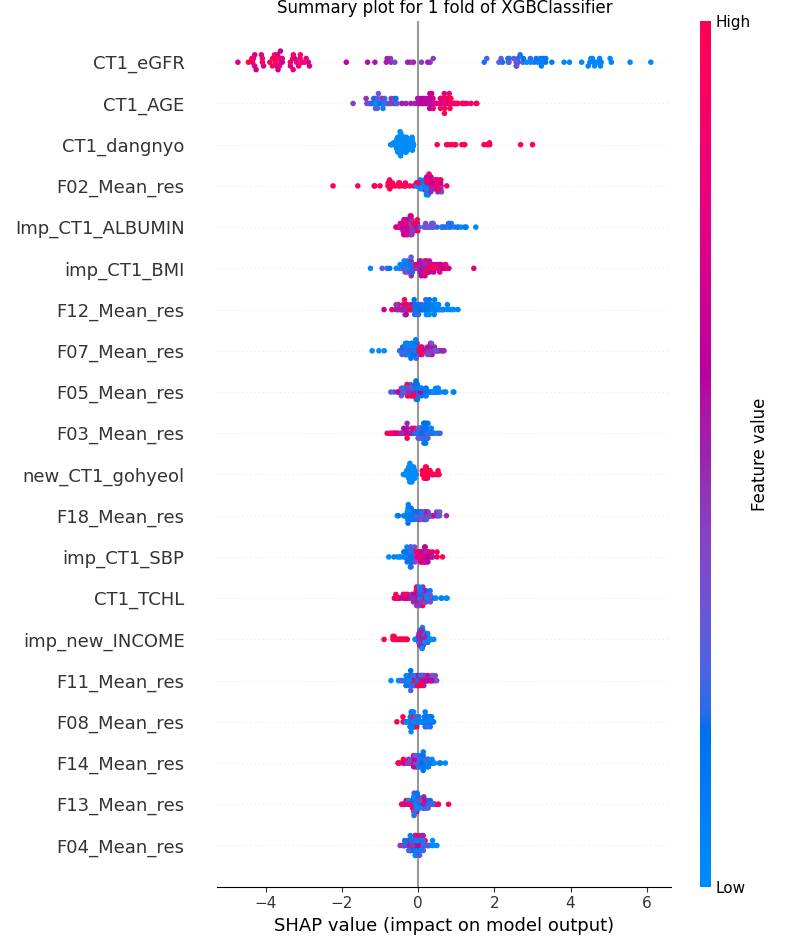 Summary plot for 1 fold of XGBClassifier
High
CT1_eGFR
CT1_AGE
CT1_dangnyo
F02_Mean_res
Imp_CT1_ALBUMIN
imp_CT1_BMI
F12_Mean_res
F07_Mean_res
F05_Mean_res
F03_Mean_res
new_CT1_gohyeol
F18_Mean_res
imp_CT1_SBP
CT1_TCHL
imp_new_INCOME
F11_Mean_res
F08_Mean_res
F14_Mean_res
F13_Mean_res
F04_Mean_res
Feature value
Low
−4 −2 0 2 4 6
SHAP value (impact on model output)